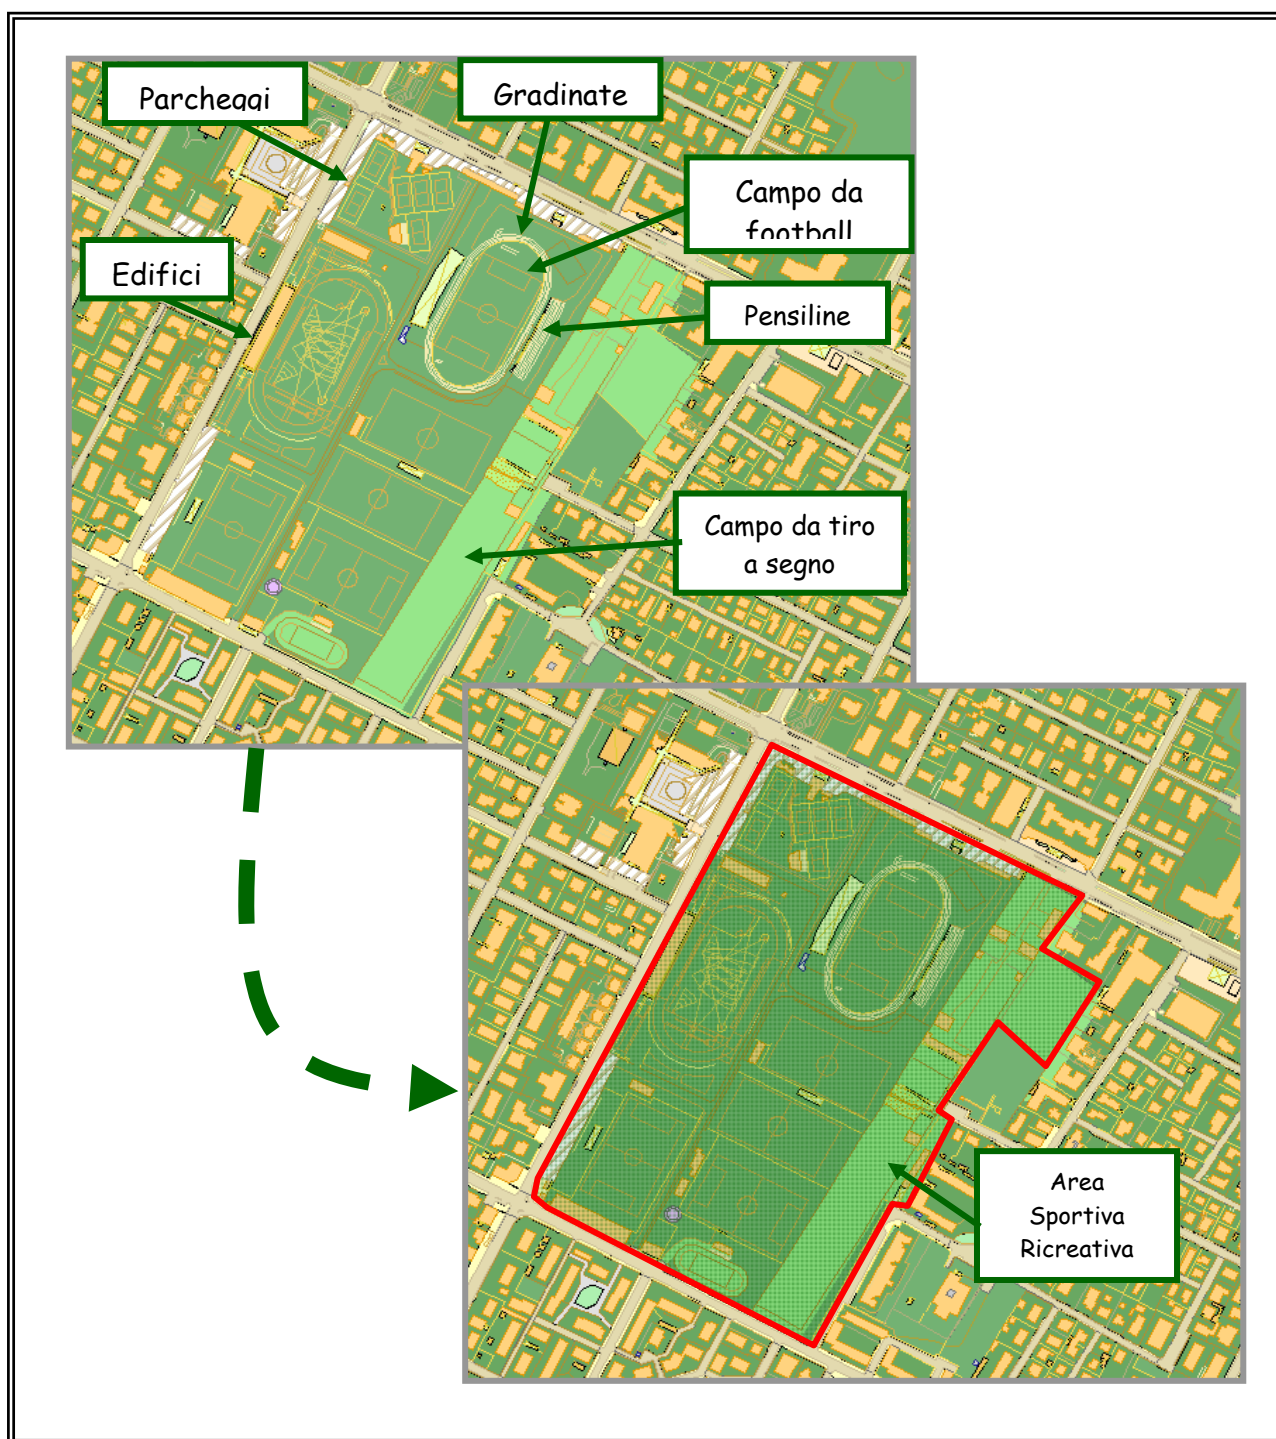 Parcheggi
Gradinate
Campo da
football
Edifici
Pensiline
Campo da tiro
a segno
Area
Sportiva
Ricreativa